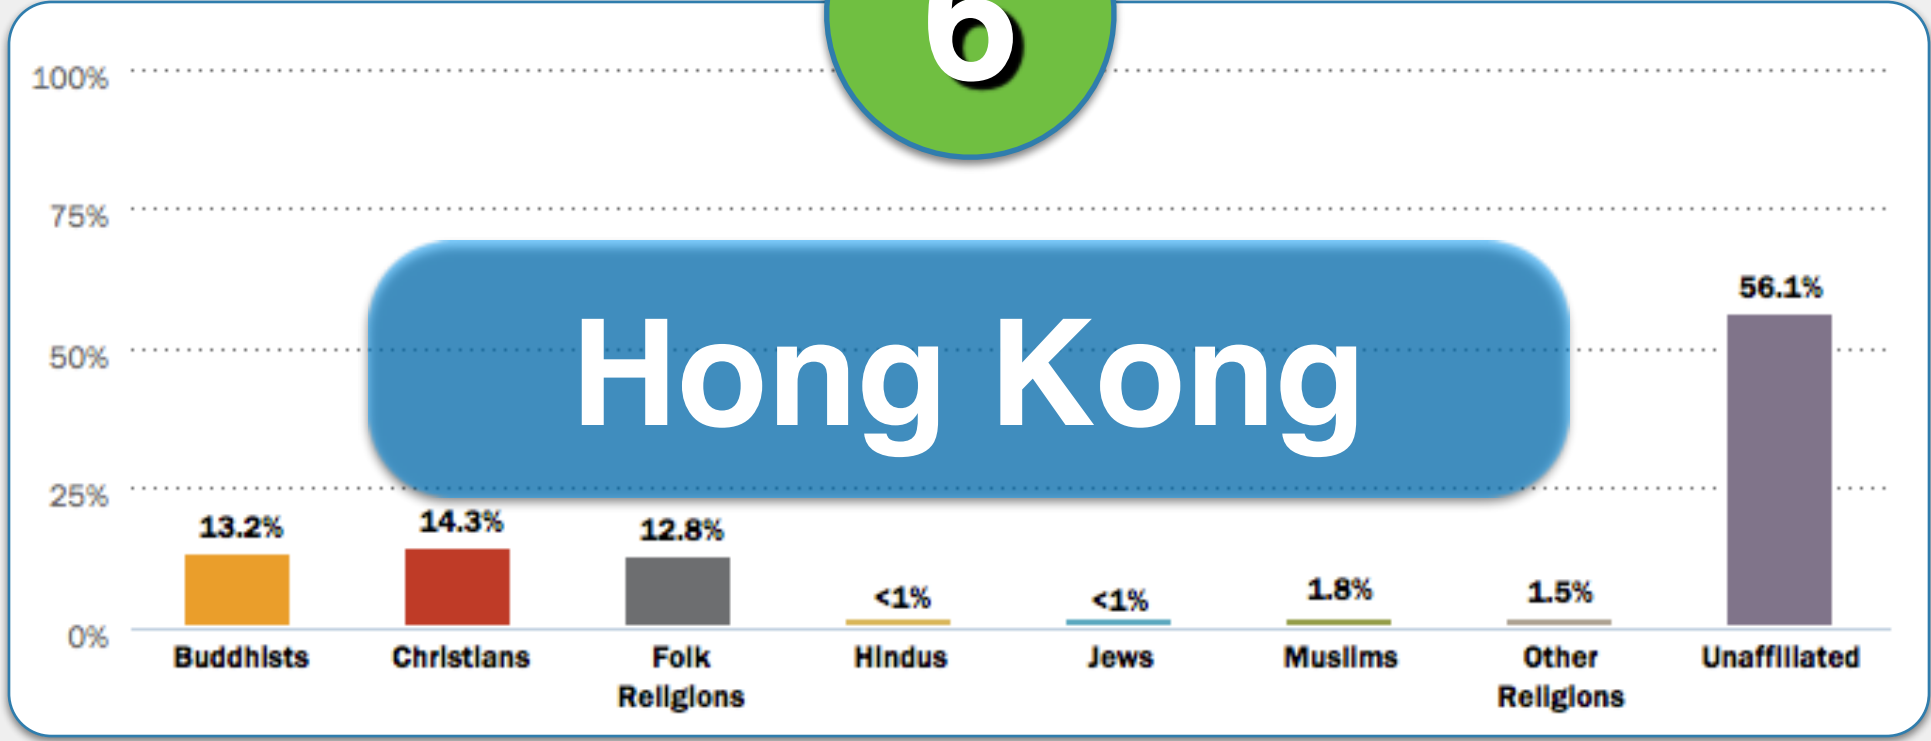 6
100%
75%
56.1%
Hong Kong
50%
25%
13.2% 14.3% 12.8% <1% <1% 1.8% 1.5%
0%
Buddhists Christians Folk Hindus Jews Muslims Other Unaffiliated
Religions Religions